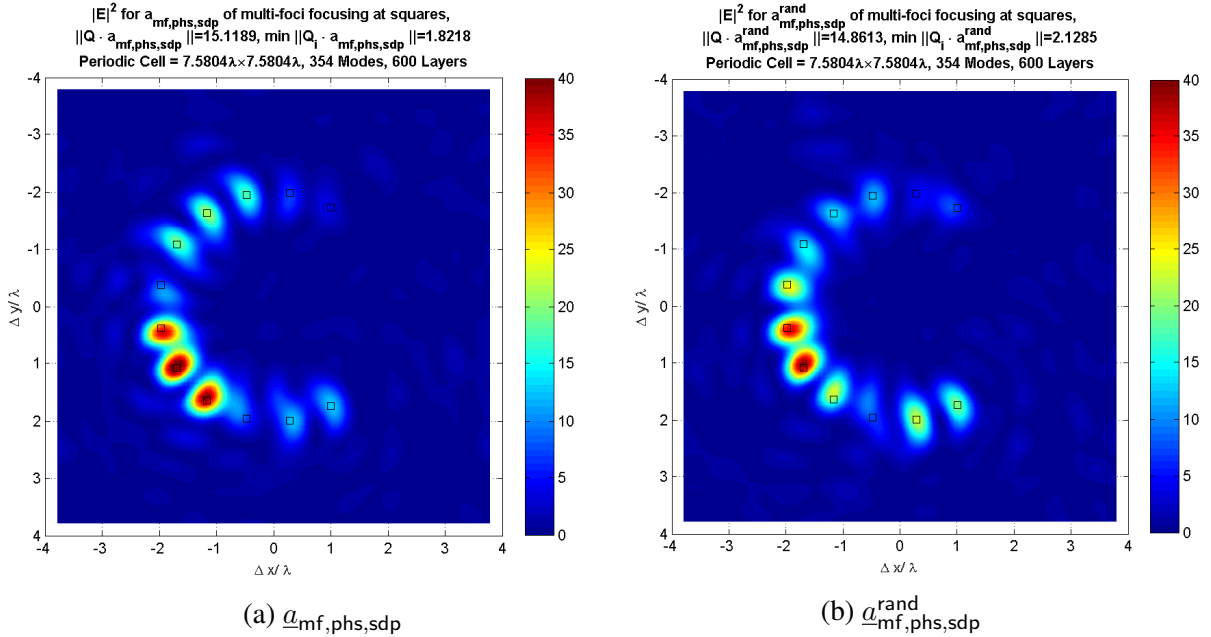 |E|² for a_mf,phs,sdp of multi-foci focusing at squares,
||Q · a_mf,phs,sdp ||=15.1189, min ||Q_i · a_mf,phs,sdp ||=1.8218
Periodic Cell = 7.5804λ×7.5804λ, 354 Modes, 600 Layers
-4
-3
-2
-1
0
1
2
3
4
Δ y/ λ
-4 -3 -2 -1 0 1 2 3 4
Δ x/ λ
40
35
30
25
20
15
10
5
0
(a) a_mf,phs,sdp
|E|² for a^rand_mf,phs,sdp of multi-foci focusing at squares,
||Q · a^rand_mf,phs,sdp ||=14.8613, min ||Q_i · a^rand_mf,phs,sdp ||=2.1285
Periodic Cell = 7.5804λ×7.5804λ, 354 Modes, 600 Layers
-4
-3
-2
-1
0
1
2
3
4
Δ y/ λ
-4 -3 -2 -1 0 1 2 3 4
Δ x/ λ
40
35
30
25
20
15
10
5
0
(b) a^rand_mf,phs,sdp